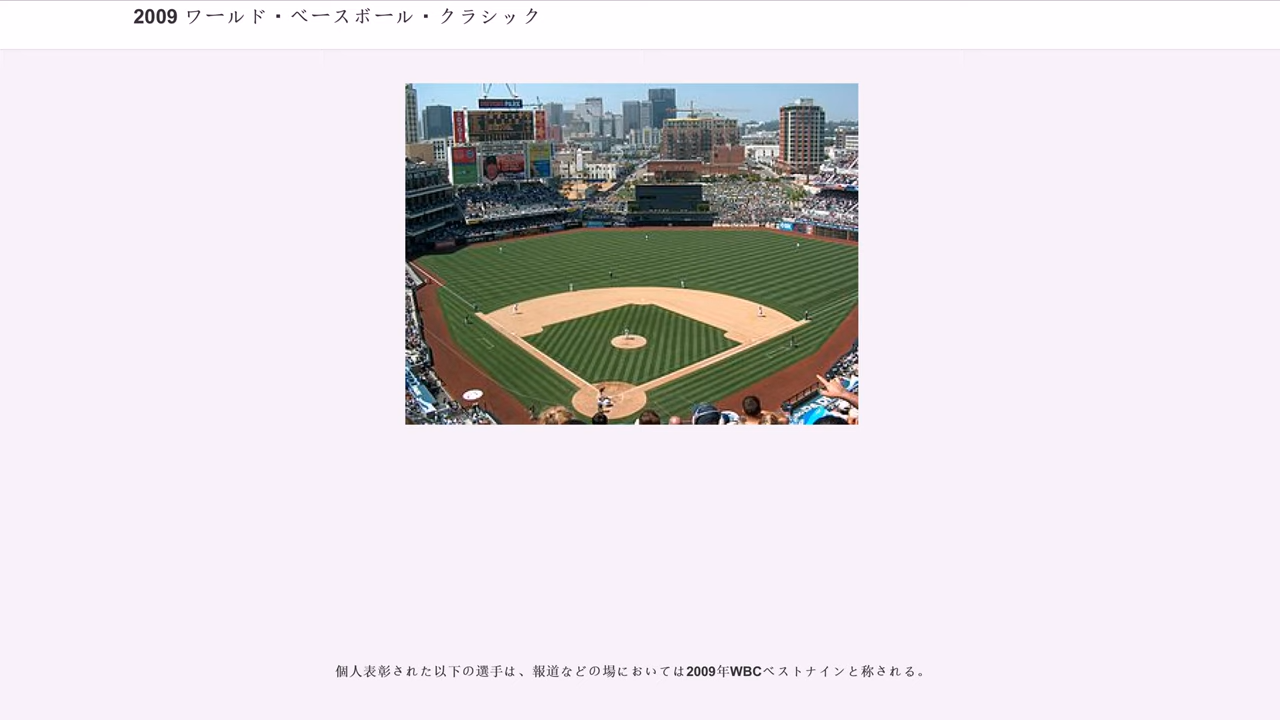 2009 ワールド・ベースボール・クラシック
個人表彰された以下の選手は、報道などの場においては2009年WBCベストナインと称される。